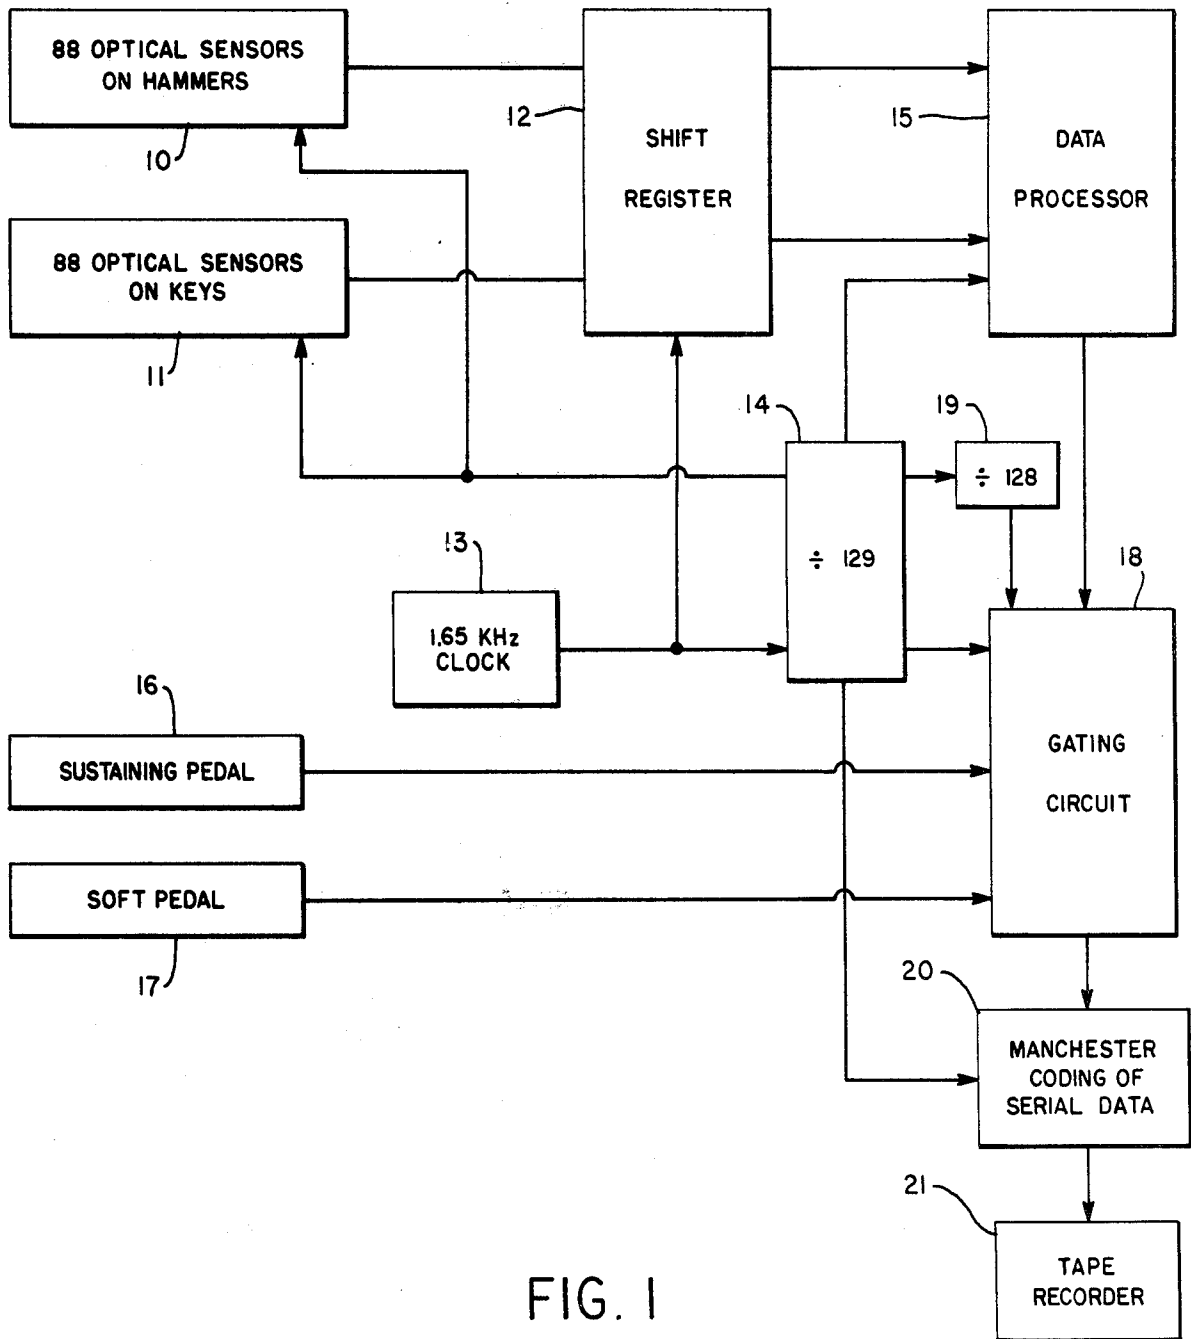 88 OPTICAL SENSORS
ON HAMMERS
10
88 OPTICAL SENSORS
ON KEYS
11
12
SHIFT
REGISTER
15
DATA
PROCESSOR
14
÷ 129
19
÷ 128
13
1.65 KHz
CLOCK
18
GATING
CIRCUIT
16
SUSTAINING PEDAL
SOFT PEDAL
17
20
MANCHESTER
CODING OF
SERIAL DATA
21
TAPE
RECORDER
FIG. 1